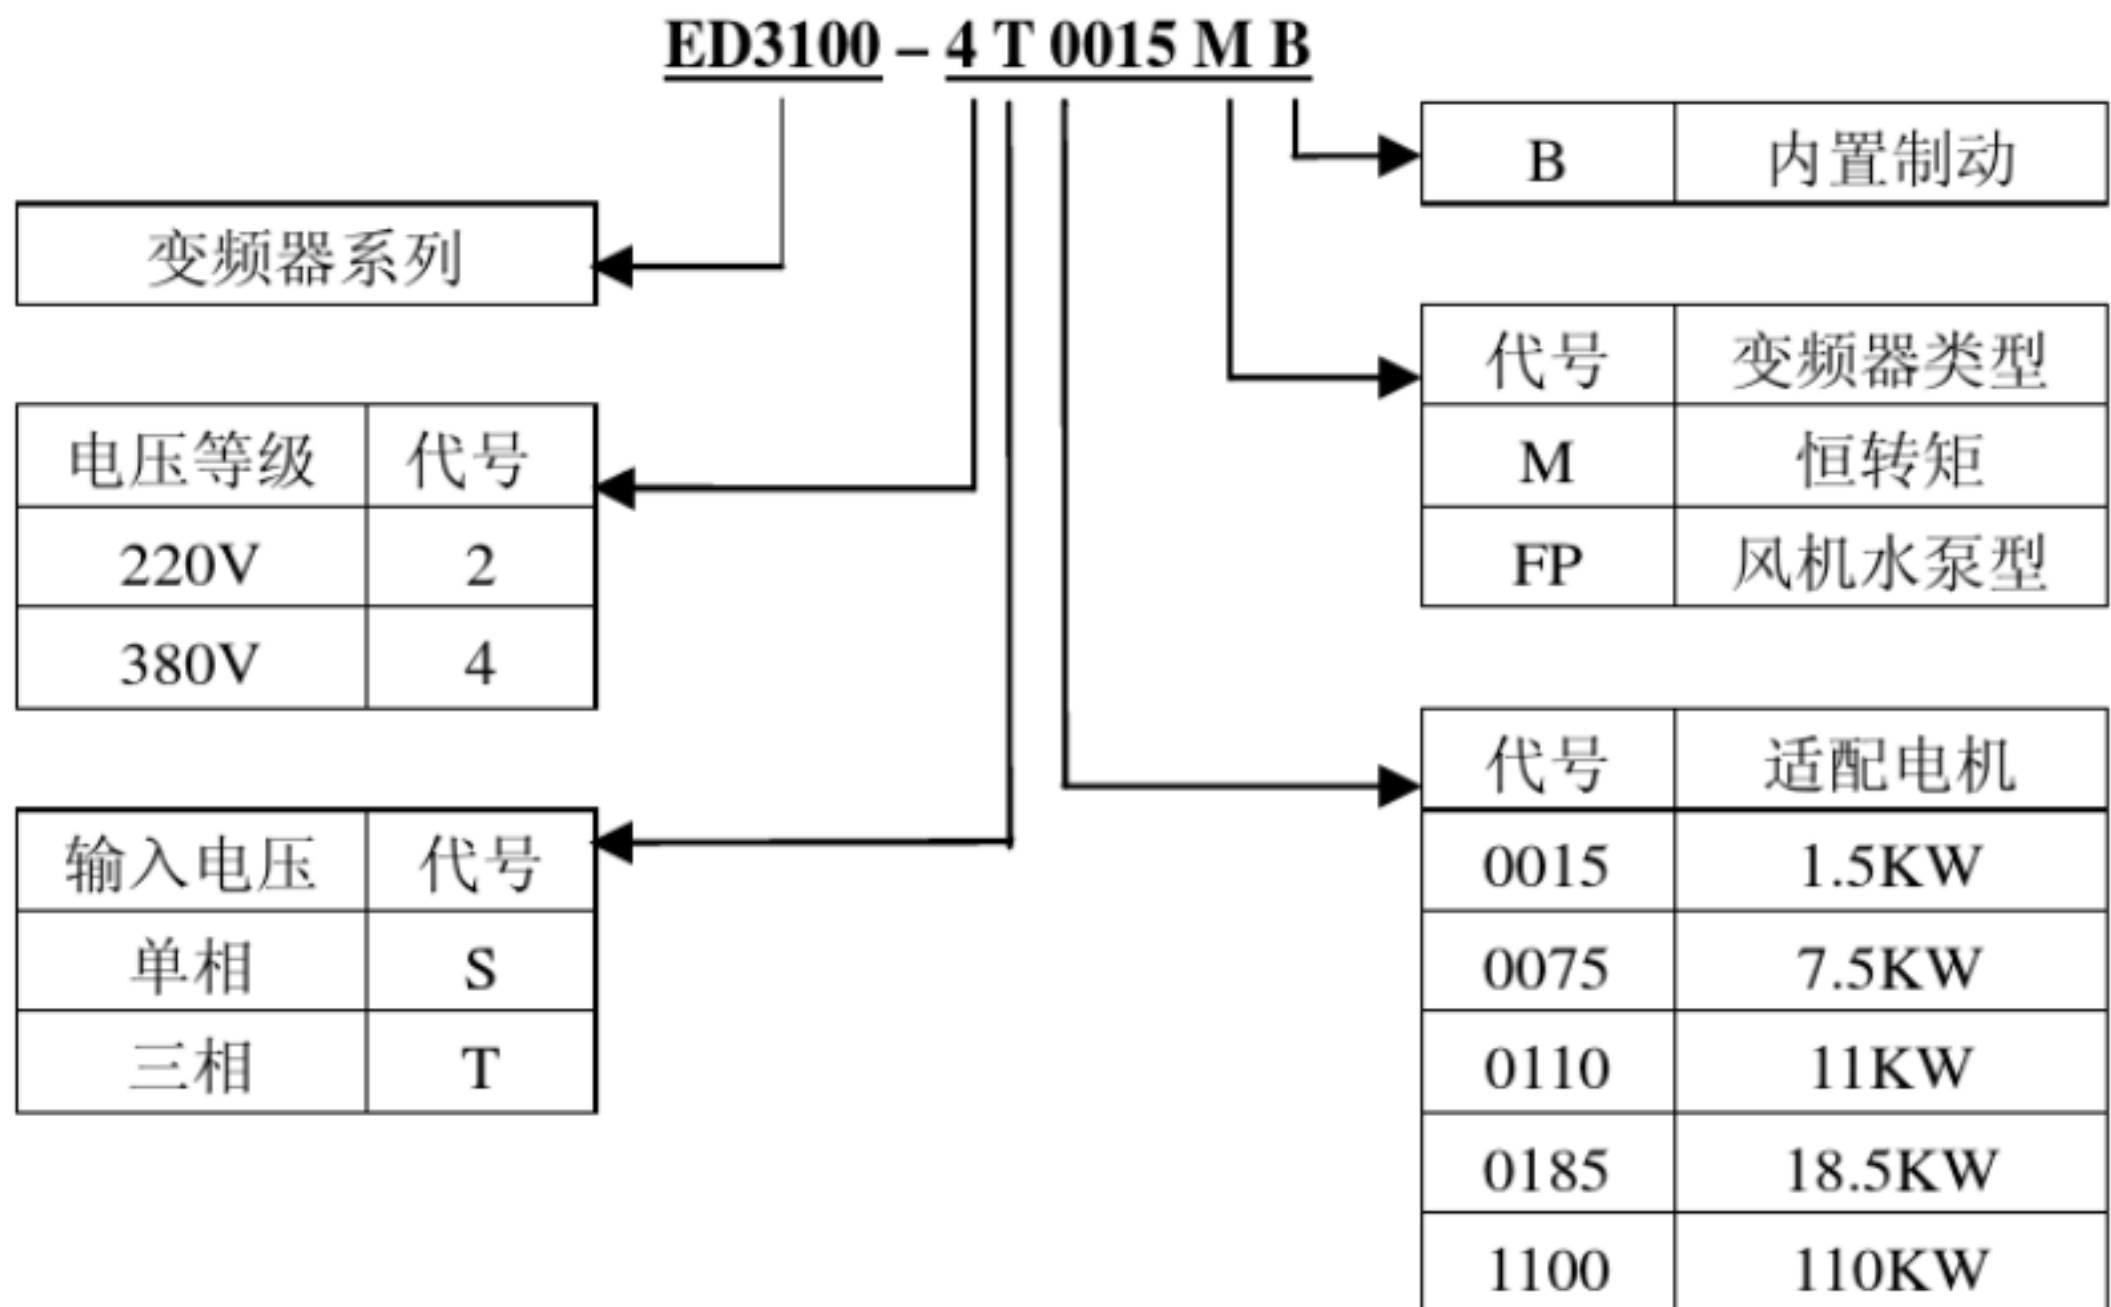 ED3100 – 4 T 0015 M B
B 内置制动
变频器系列
代号 变频器类型
M 恒转矩
FP 风机水泵型
电压等级 代号
220V 2
380V 4
代号 适配电机
0015 1.5KW
0075 7.5KW
0110 11KW
0185 18.5KW
1100 110KW
输入电压 代号
单相 S
三相 T